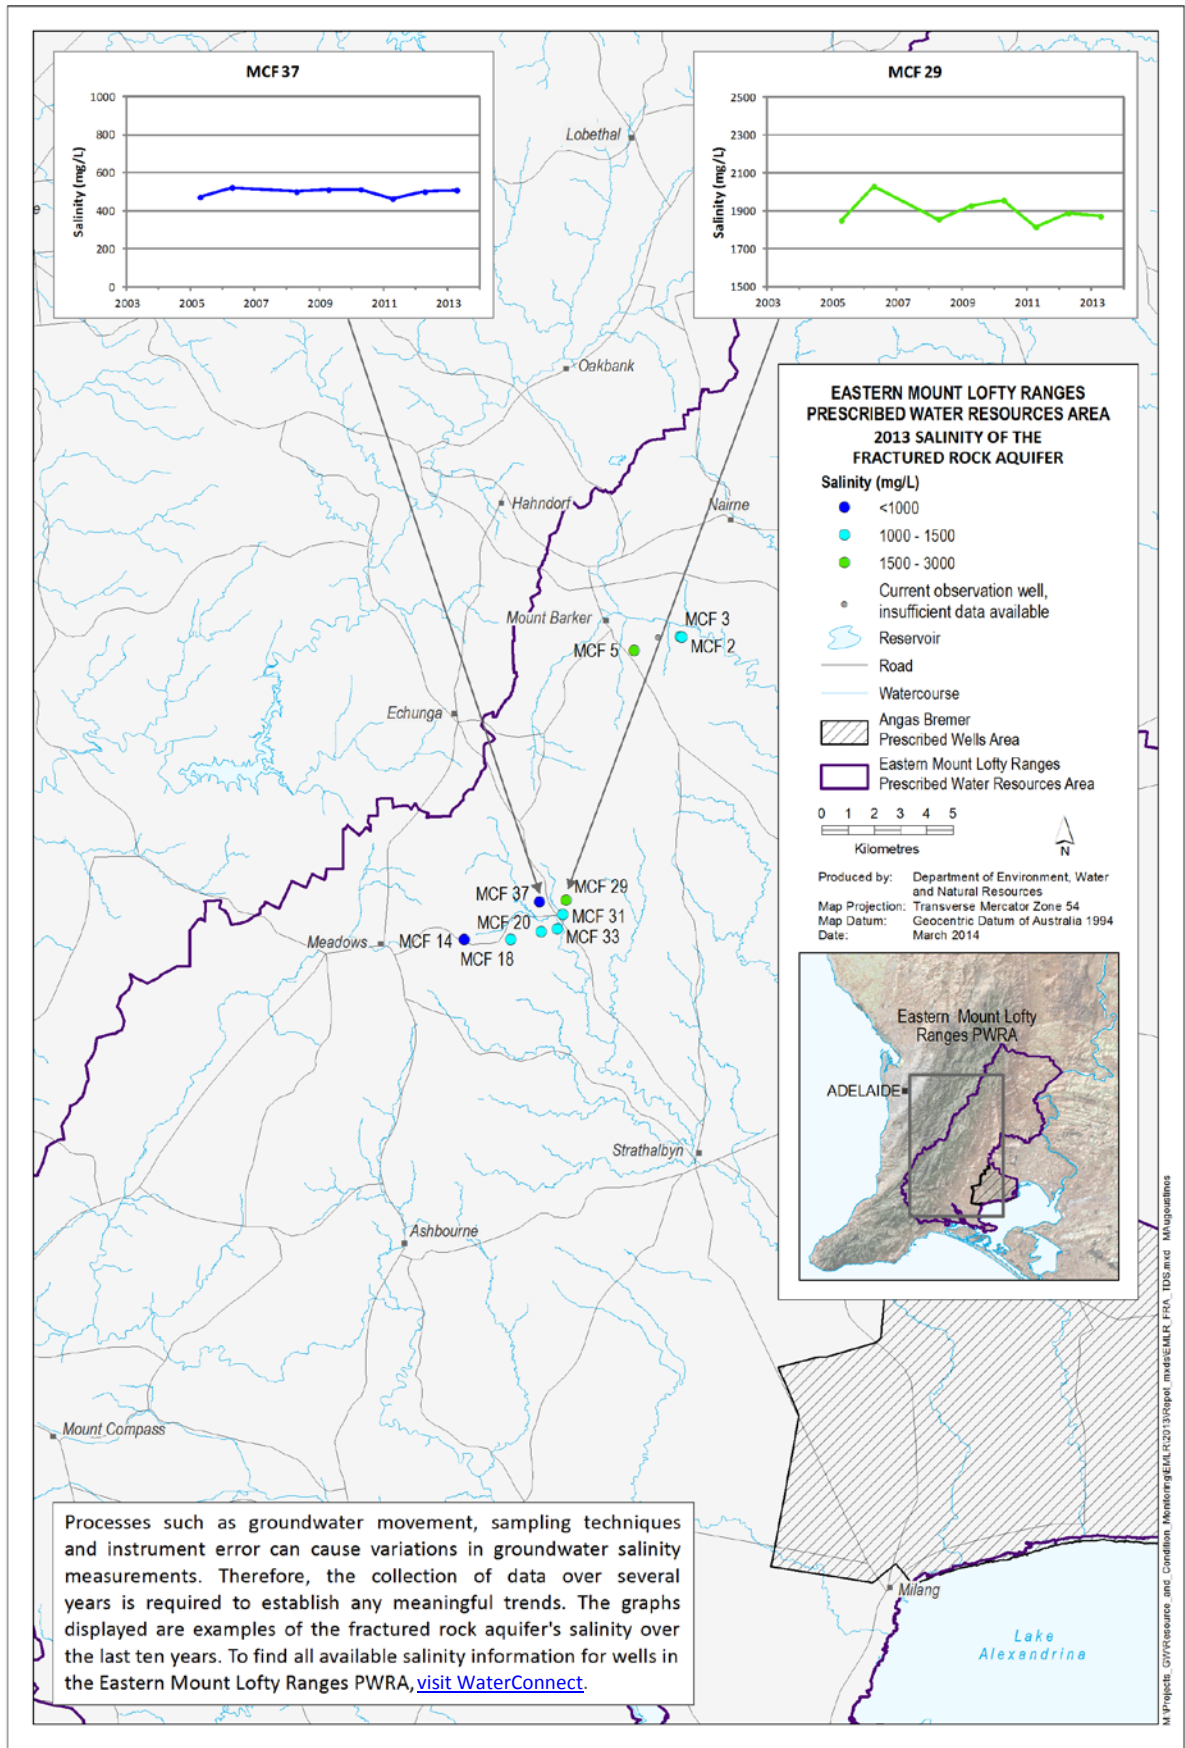 MCF 37
1000
800
600
400
200
0
Salinity (mg/L)
2003 2005 2007 2009 2011 2013
MCF 29
2500
2300
2100
1900
1700
1500
Salinity (mg/L)
2003 2005 2007 2009 2011 2013
Lobethal
Oakbank
Hahndorf
Nairne
Mount Barker
MCF 3
MCF 2
MCF 5
Echunga
MCF 37
MCF 29
MCF 31
MCF 20
MCF 33
MCF 14
MCF 18
Meadows
Strathalbyn
Ashbourne
Mount Compass
Milang
Lake
Alexandrina
EASTERN MOUNT LOFTY RANGES
PRESCRIBED WATER RESOURCES AREA
2013 SALINITY OF THE
FRACTURED ROCK AQUIFER
Salinity (mg/L)
<1000
1000 - 1500
1500 - 3000
Current observation well,
insufficient data available
Reservoir
Road
Watercourse
Angas Bremer
Prescribed Wells Area
Eastern Mount Lofty Ranges
Prescribed Water Resources Area
0 1 2 3 4 5
Kilometres
N
Produced by: Department of Environment, Water
and Natural Resources
Map Projection: Transverse Mercator Zone 54
Map Datum: Geocentric Datum of Australia 1994
Date: March 2014
Eastern Mount Lofty
Ranges PWRA
ADELAIDE
Processes such as groundwater movement, sampling techniques
and instrument error can cause variations in groundwater salinity
measurements. Therefore, the collection of data over several
years is required to establish any meaningful trends. The graphs
displayed are examples of the fractured rock aquifer's salinity over
the last ten years. To find all available salinity information for wells in
the Eastern Mount Lofty Ranges PWRA, visit WaterConnect.